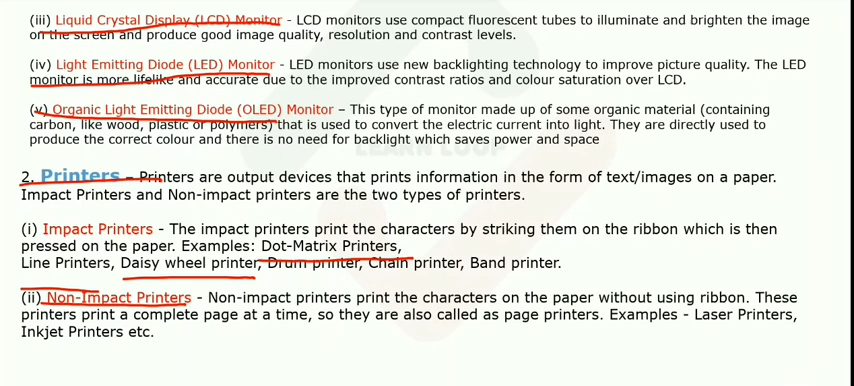 (iii) Liquid Crystal Display (LCD) Monitor - LCD monitors use compact fluorescent tubes to illuminate and brighten the image
on the screen and produce good image quality, resolution and contrast levels.
(iv) Light Emitting Diode (LED) Monitor - LED monitors use new backlighting technology to improve picture quality. The LED
monitor is more lifelike and accurate due to the improved contrast ratios and colour saturation over LCD.
(v) Organic Light Emitting Diode (OLED) Monitor – This type of monitor made up of some organic material (containing
carbon, like wood, plastic or polymers) that is used to convert the electric current into light. They are directly used to
produce the correct colour and there is no need for backlight which saves power and space
LEARN LOOP
2. Printers – Printers are output devices that prints information in the form of text/images on a paper.
Impact Printers and Non-impact printers are the two types of printers.
(i) Impact Printers - The impact printers print the characters by striking them on the ribbon which is then
pressed on the paper. Examples: Dot-Matrix Printers,
Line Printers, Daisy wheel printer, Drum printer, Chain printer, Band printer.
(ii) Non-Impact Printers - Non-impact printers print the characters on the paper without using ribbon. These
printers print a complete page at a time, so they are also called as page printers. Examples - Laser Printers,
Inkjet Printers etc.